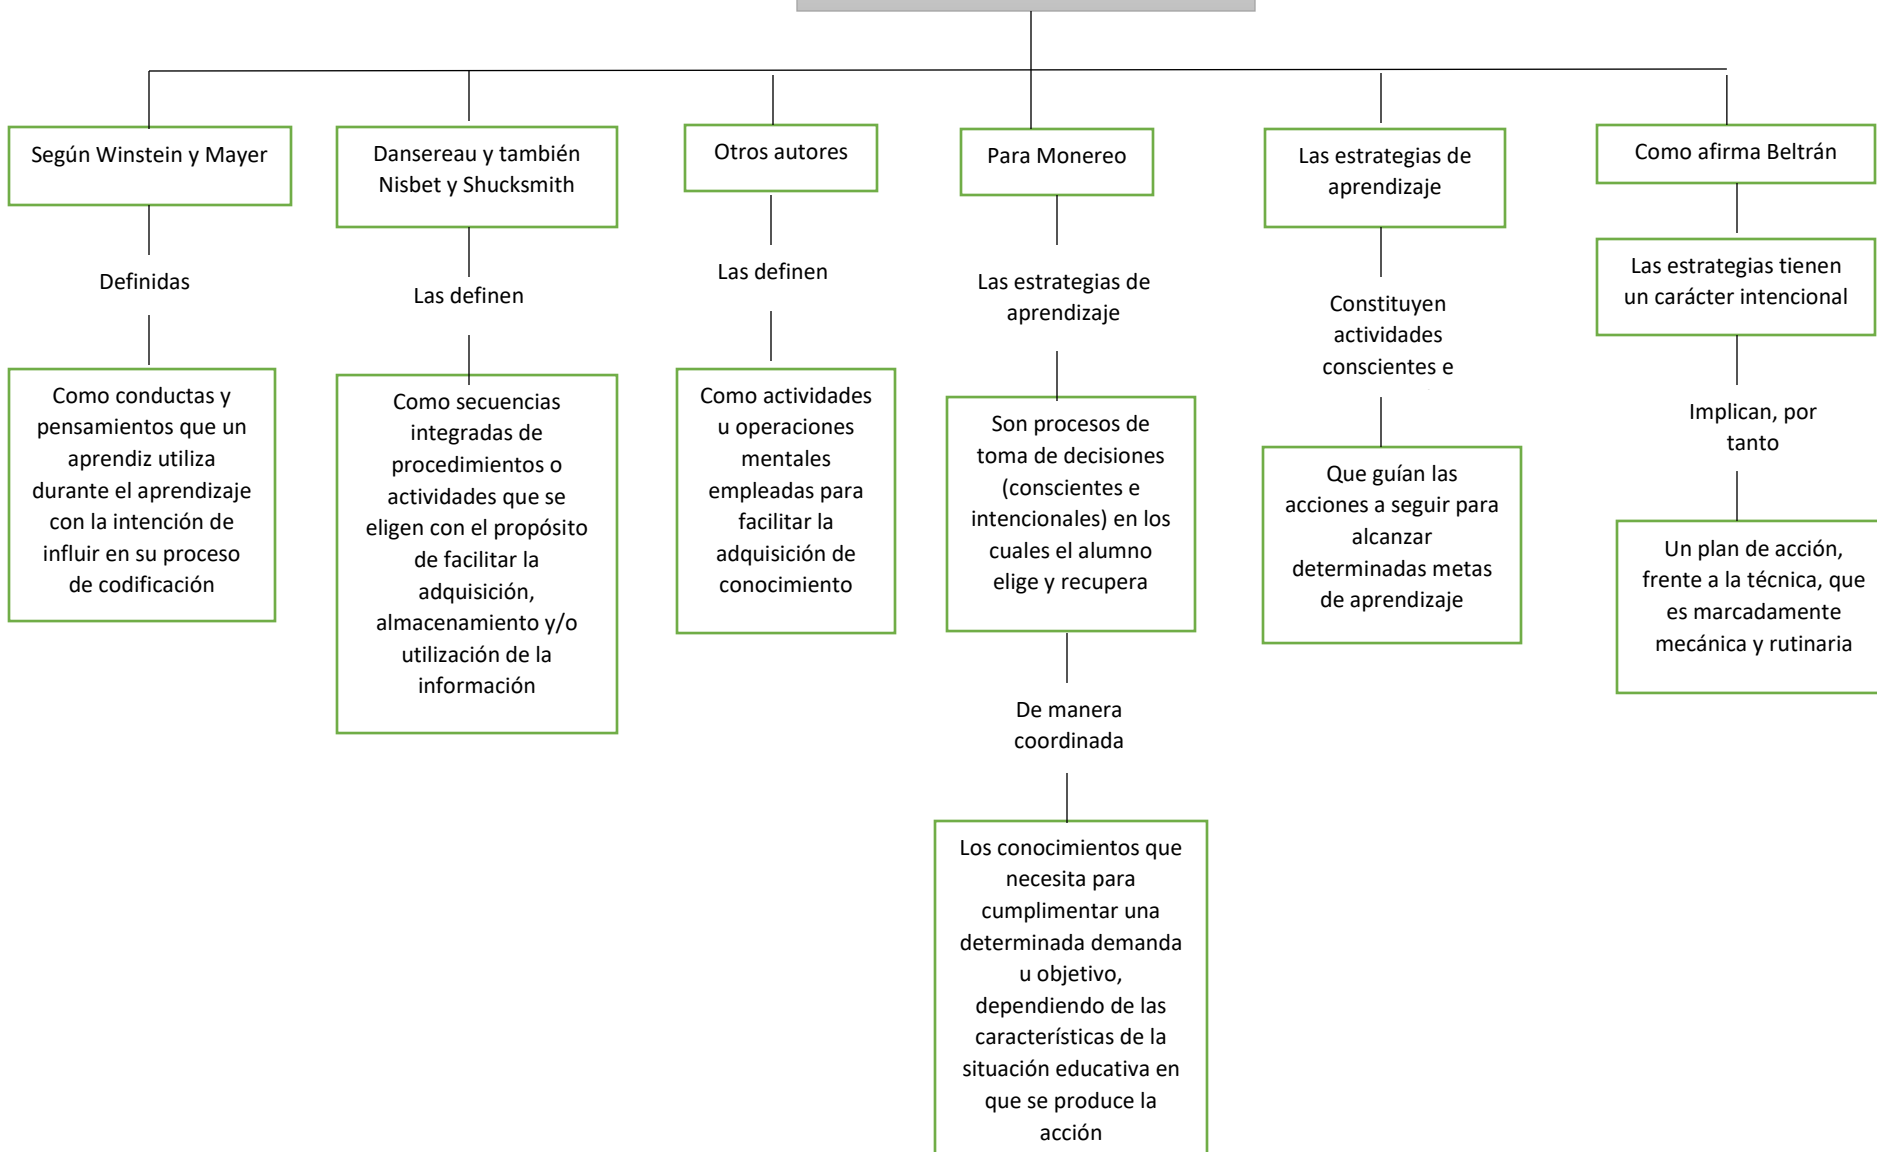 Según Winstein y Mayer
Definidas
Como conductas y
pensamientos que un
aprendiz utiliza
durante el aprendizaje
con la intención de
influir en su proceso
de codificación
Dansereau y también
Nisbet y Shucksmith
Las definen
Como secuencias
integradas de
procedimientos o
actividades que se
eligen con el propósito
de facilitar la
adquisición,
almacenamiento y/o
utilización de la
información
Otros autores
Las definen
Como actividades
u operaciones
mentales
empleadas para
facilitar la
adquisición de
conocimiento
Para Monereo
Las estrategias de
aprendizaje
Son procesos de
toma de decisiones
(conscientes e
intencionales) en los
cuales el alumno
elige y recupera
De manera
coordinada
Los conocimientos que
necesita para
cumplimentar una
determinada demanda
u objetivo,
dependiendo de las
características de la
situación educativa en
que se produce la
acción
Las estrategias de
aprendizaje
Constituyen
actividades
conscientes e
Que guían las
acciones a seguir para
alcanzar
determinadas metas
de aprendizaje
Como afirma Beltrán
Las estrategias tienen
un carácter intencional
Implican, por
tanto
Un plan de acción,
frente a la técnica, que
es marcadamente
mecánica y rutinaria